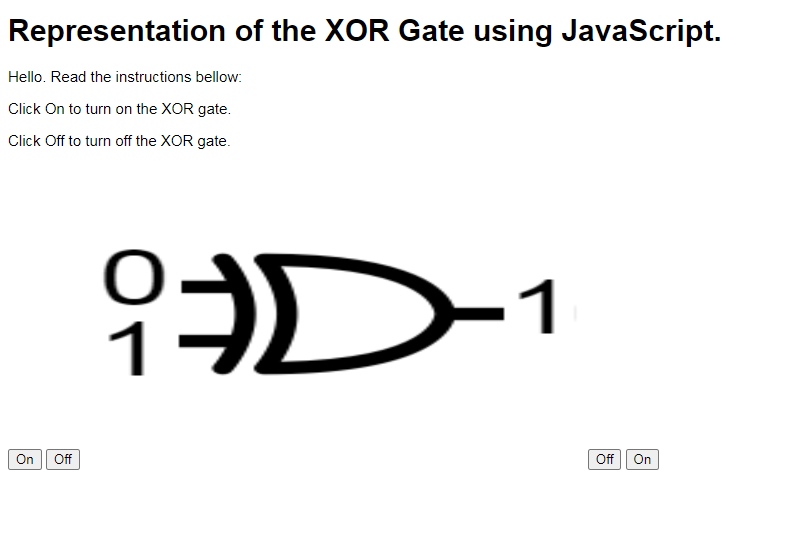 Representation of the XOR Gate using JavaScript.
Hello. Read the instructions bellow:
Click On to turn on the XOR gate.
Click Off to turn off the XOR gate.
0
1
1
On Off Off On